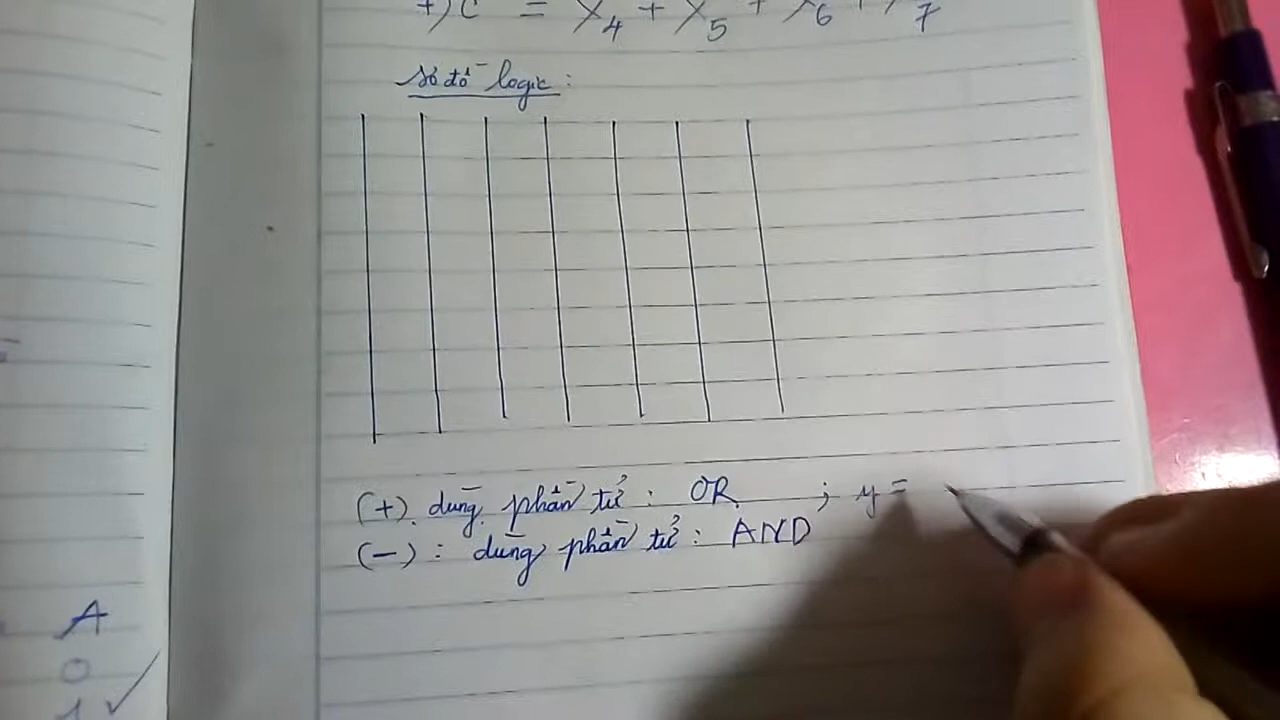 +) C = X4 + X5 + X6 + X7
Sơ đồ logic :
(+). dùng phần tử : OR ; y =
(-) : dùng phần tử : AND
A
0
1 ✓